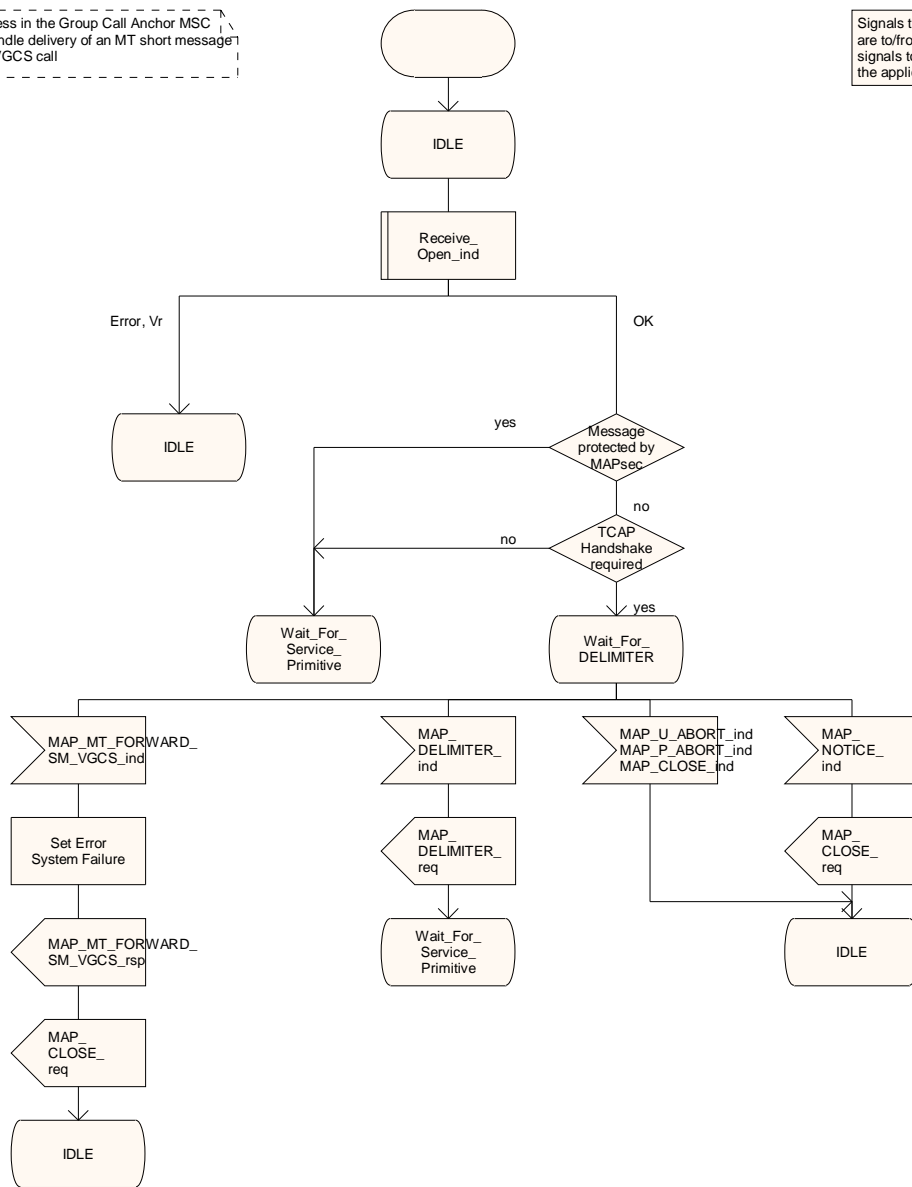 ess in the Group Call Anchor MSC
ndle delivery of an MT short message
VGCS call
Signals t
are to/fro
signals to
the applic
IDLE
Receive_
Open_ind
Error, Vr
OK
IDLE
yes
Message
protected by
MAPsec
no
TCAP
Handshake
required
no
yes
Wait_For_
Service_
Primitive
Wait_For_
DELIMITER
MAP_MT_FORWARD_
SM_VGCS_ind
MAP_
DELIMITER_
ind
MAP_U_ABORT_ind
MAP_P_ABORT_ind
MAP_CLOSE_ind
MAP_
NOTICE_
ind
Set Error
System Failure
MAP_
DELIMITER_
req
MAP_
CLOSE_
req
MAP_MT_FORWARD_
SM_VGCS_rsp
Wait_For_
Service_
Primitive
IDLE
MAP_
CLOSE_
req
IDLE